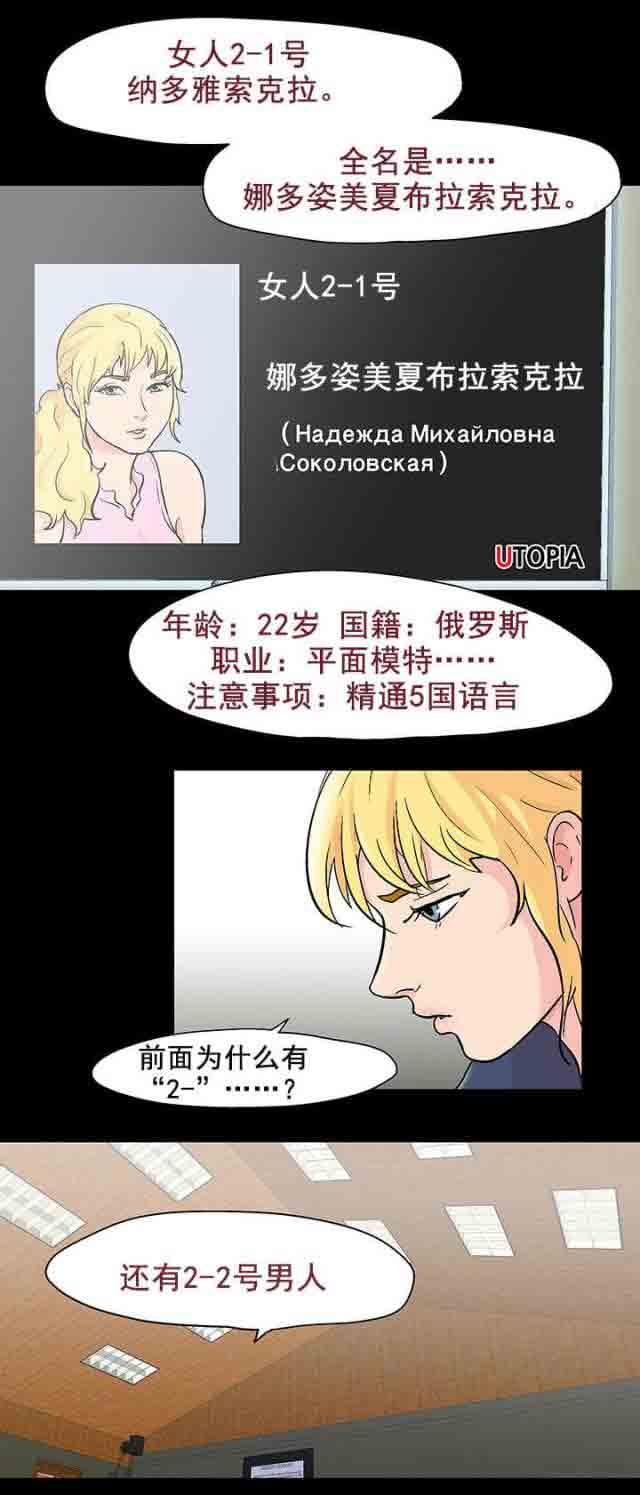 女人2-1号
纳多雅索克拉。
全名是……
娜多姿美夏布拉索克拉。
女人2-1号
娜多姿美夏布拉索克拉
（Надежда Михайловна
Соколовская）
UTOPIA
年龄：22岁 国籍：俄罗斯
职业：平面模特……
注意事项：精通5国语言
前面为什么有
“2-”……？
还有2-2号男人